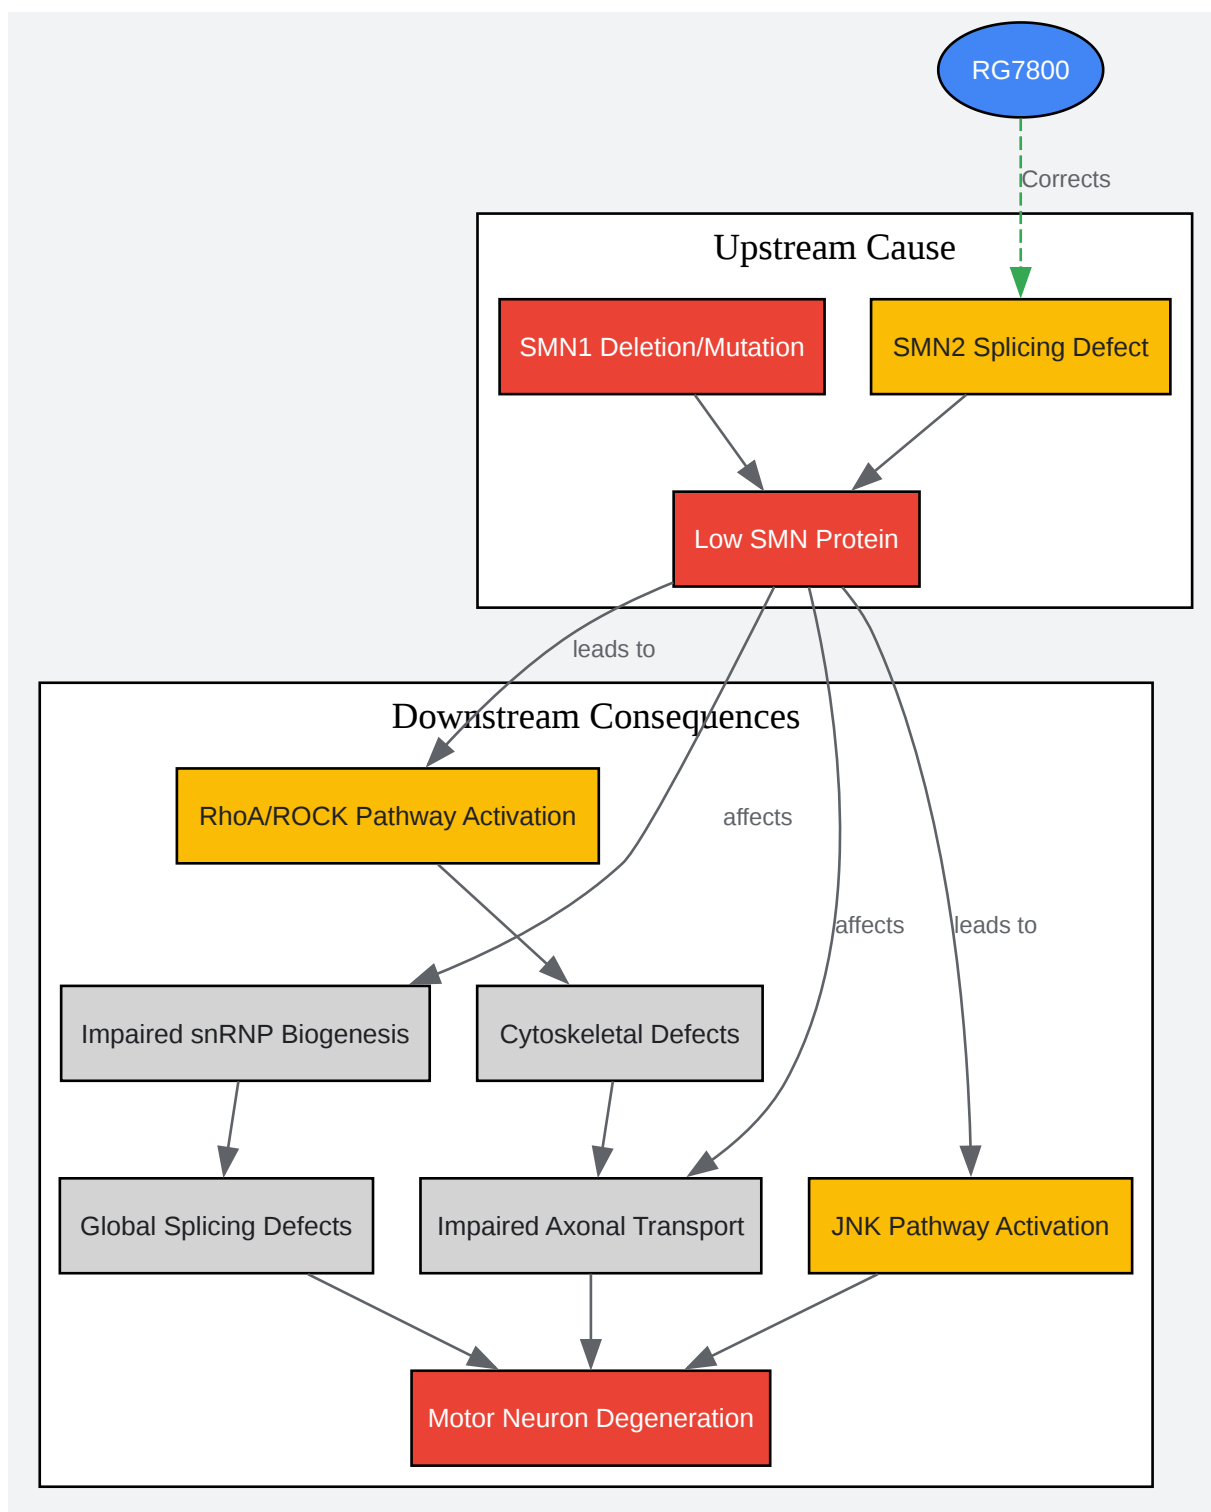 RG7800
Corrects
Upstream Cause
SMN1 Deletion/Mutation
SMN2 Splicing Defect
Low SMN Protein
leads to
Downstream Consequences
RhoA/ROCK Pathway Activation
affects
affects
leads to
Impaired snRNP Biogenesis
Cytoskeletal Defects
Global Splicing Defects
Impaired Axonal Transport
JNK Pathway Activation
Motor Neuron Degeneration